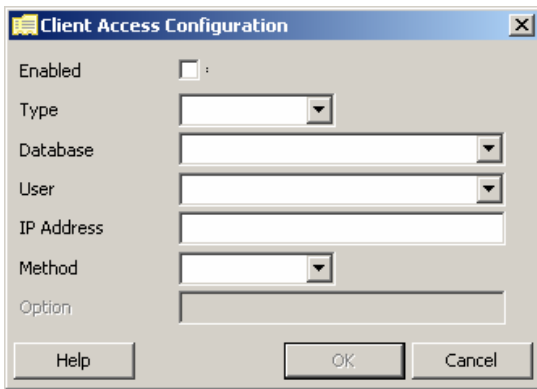 Client Access Configuration
Enabled
Type
Database
User
IP Address
Method
Option
Help OK Cancel